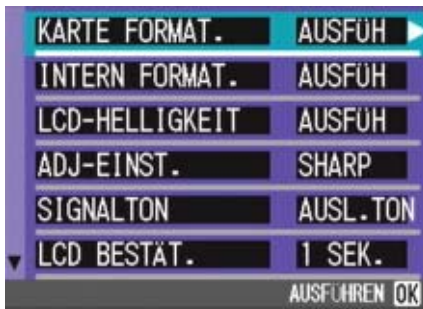 KARTE FORMAT. AUSFÜH
INTERN FORMAT. AUSFÜH
LCD-HELLIGKEIT AUSFÜH
ADJ-EINST. SHARP
SIGNALTON AUSL.TON
LCD BESTÄT. 1 SEK.
AUSFÜHREN OK